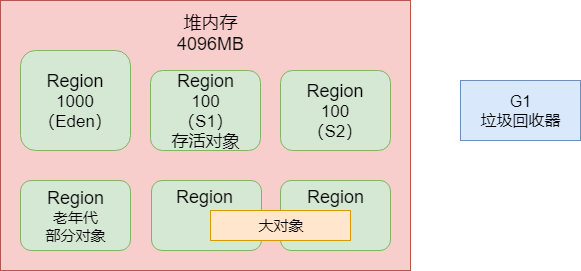 堆内存
4096MB
Region
1000
（Eden）
Region
100
（S1）
存活对象
Region
100
（S2）
G1
垃圾回收器
Region
老年代
部分对象
Region
Region
大对象